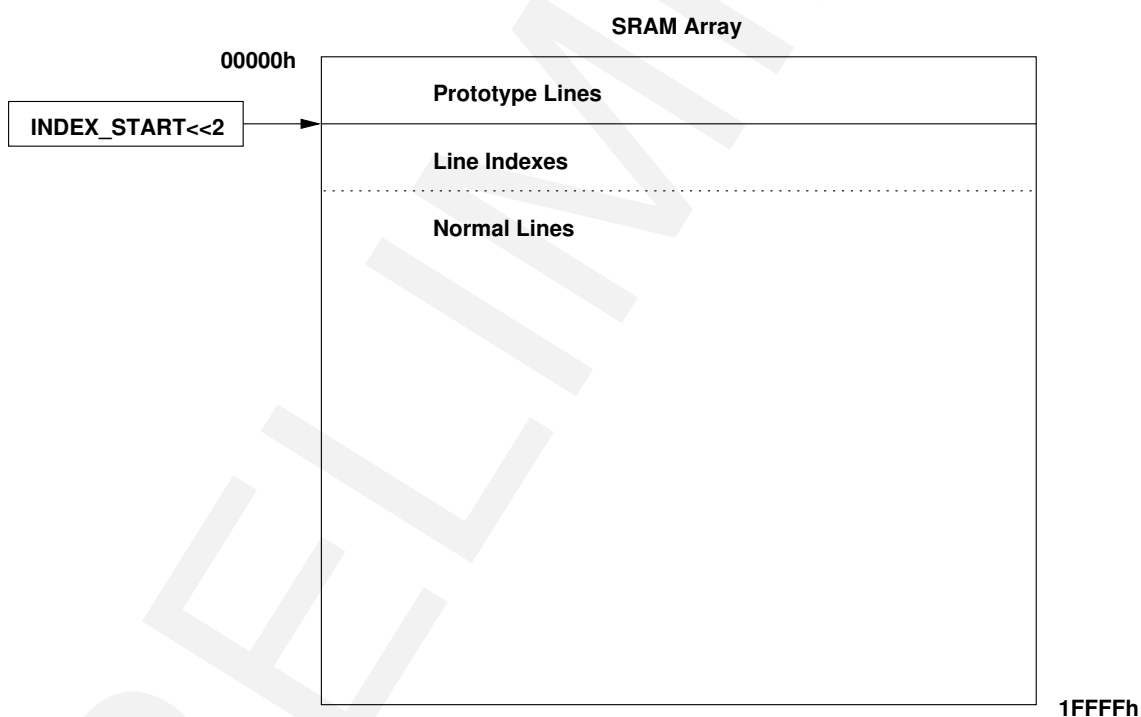 SRAM Array
00000h
Prototype Lines
INDEX_START<<2
Line Indexes
Normal Lines
1FFFFh